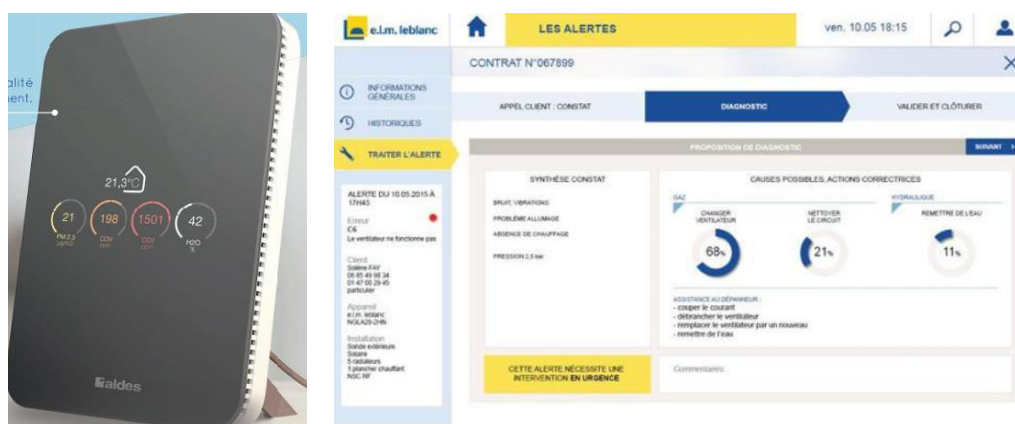 alité
ment.
21,3°C
21
PM 2,5
µg/m3
198
COV
1501
CO2
ppm
42
H2O
%
aldes
e.l.m. leblanc
LES ALERTES
ven. 10.05 18:15
CONTRAT N°067899
INFORMATIONS
GÉNÉRALES
HISTORIQUES
TRAITER L'ALERTE
APPEL CLIENT : CONSTAT
DIAGNOSTIC
VALIDER ET CLÔTURER
PROPOSITION DE DIAGNOSTIC
SUIVANT >
ALERTE DU 10.05.2015 À
17H43
Erreur
C6
Le ventilateur ne fonctionne pas
Client
Solène FAY
06 85 49 98 34
01 47 00 29 45
particulier
Appareil
e.l.m. leblanc
NGLA29-2HN
Installation
Sonde extérieure
Solaire
5 radiateurs
1 plancher chauffant
NSC RF
SYNTHÈSE CONSTAT
BRUIT, VIBRATIONS
PROBLÈME ALLUMAGE
ABSENCE DE CHAUFFAGE
PRESSION 2,5 bar
CAUSES POSSIBLES, ACTIONS CORRECTRICES
GAZ
HYDRAULIQUE
CHANGER
VENTILATEUR
68%
NETTOYER
LE CIRCUIT
21%
REMETTRE DE L'EAU
11%
ASSISTANCE AU DÉPANNEUR :
- couper le courant
- débrancher le ventilateur
- remplacer le ventilateur par un nouveau
- remettre de l'eau
CETTE ALERTE NÉCESSITE UNE
INTERVENTION EN URGENCE
Commentaires